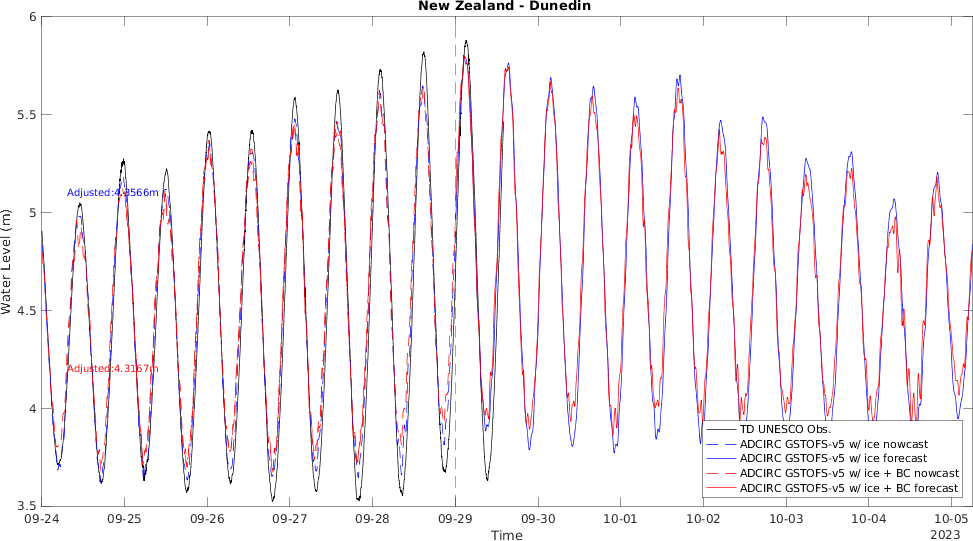 New Zealand - Dunedin
6
5.5
5
4.5
4
3.5
Water Level (m)
Adjusted:4.3566m
Adjusted:4.3167m
TD UNESCO Obs.
ADCIRC GSTOFS-v5 w/ ice nowcast
ADCIRC GSTOFS-v5 w/ ice forecast
ADCIRC GSTOFS-v5 w/ ice + BC nowcast
ADCIRC GSTOFS-v5 w/ ice + BC forecast
09-24 09-25 09-26 09-27 09-28 09-29 09-30 10-01 10-02 10-03 10-04 10-05
Time
2023